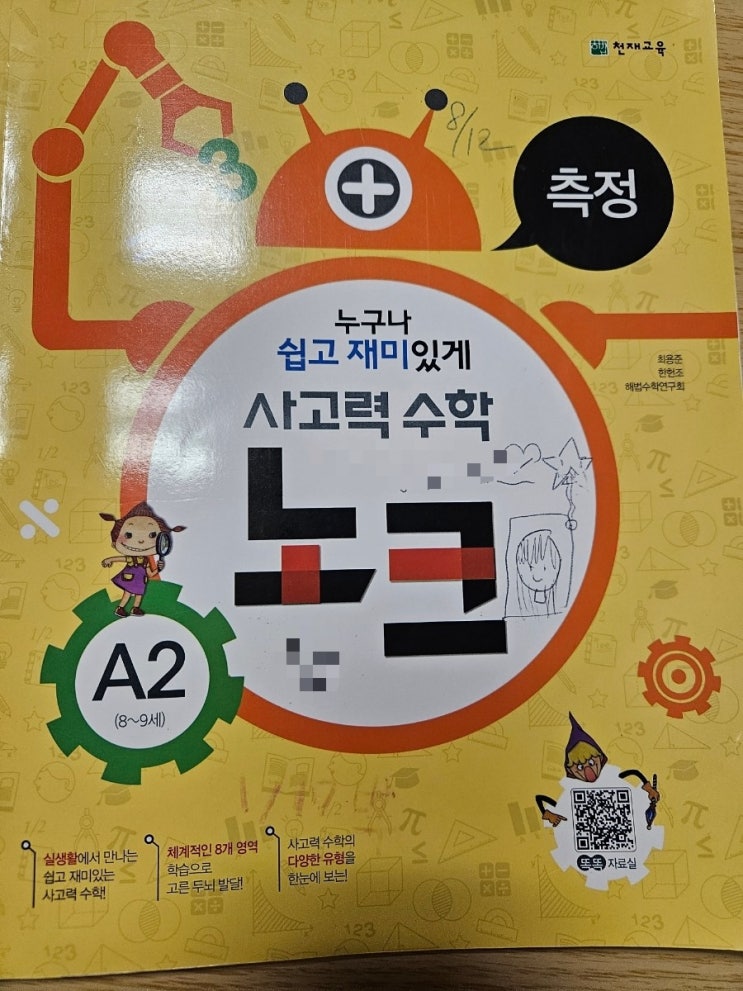 천재교육
8/12
3
측정
누구나
쉽고 재미있게
사고력 수학
노크
최용준
한헌조
해법수학연구회
A2
(8~9세)
실생활에서 만나는
쉽고 재미있는
사고력 수학!
체계적인 8개 영역
학습으로
고른 두뇌 발달!
사고력 수학의
다양한 유형을
한눈에 보는!
똑똑 자료실